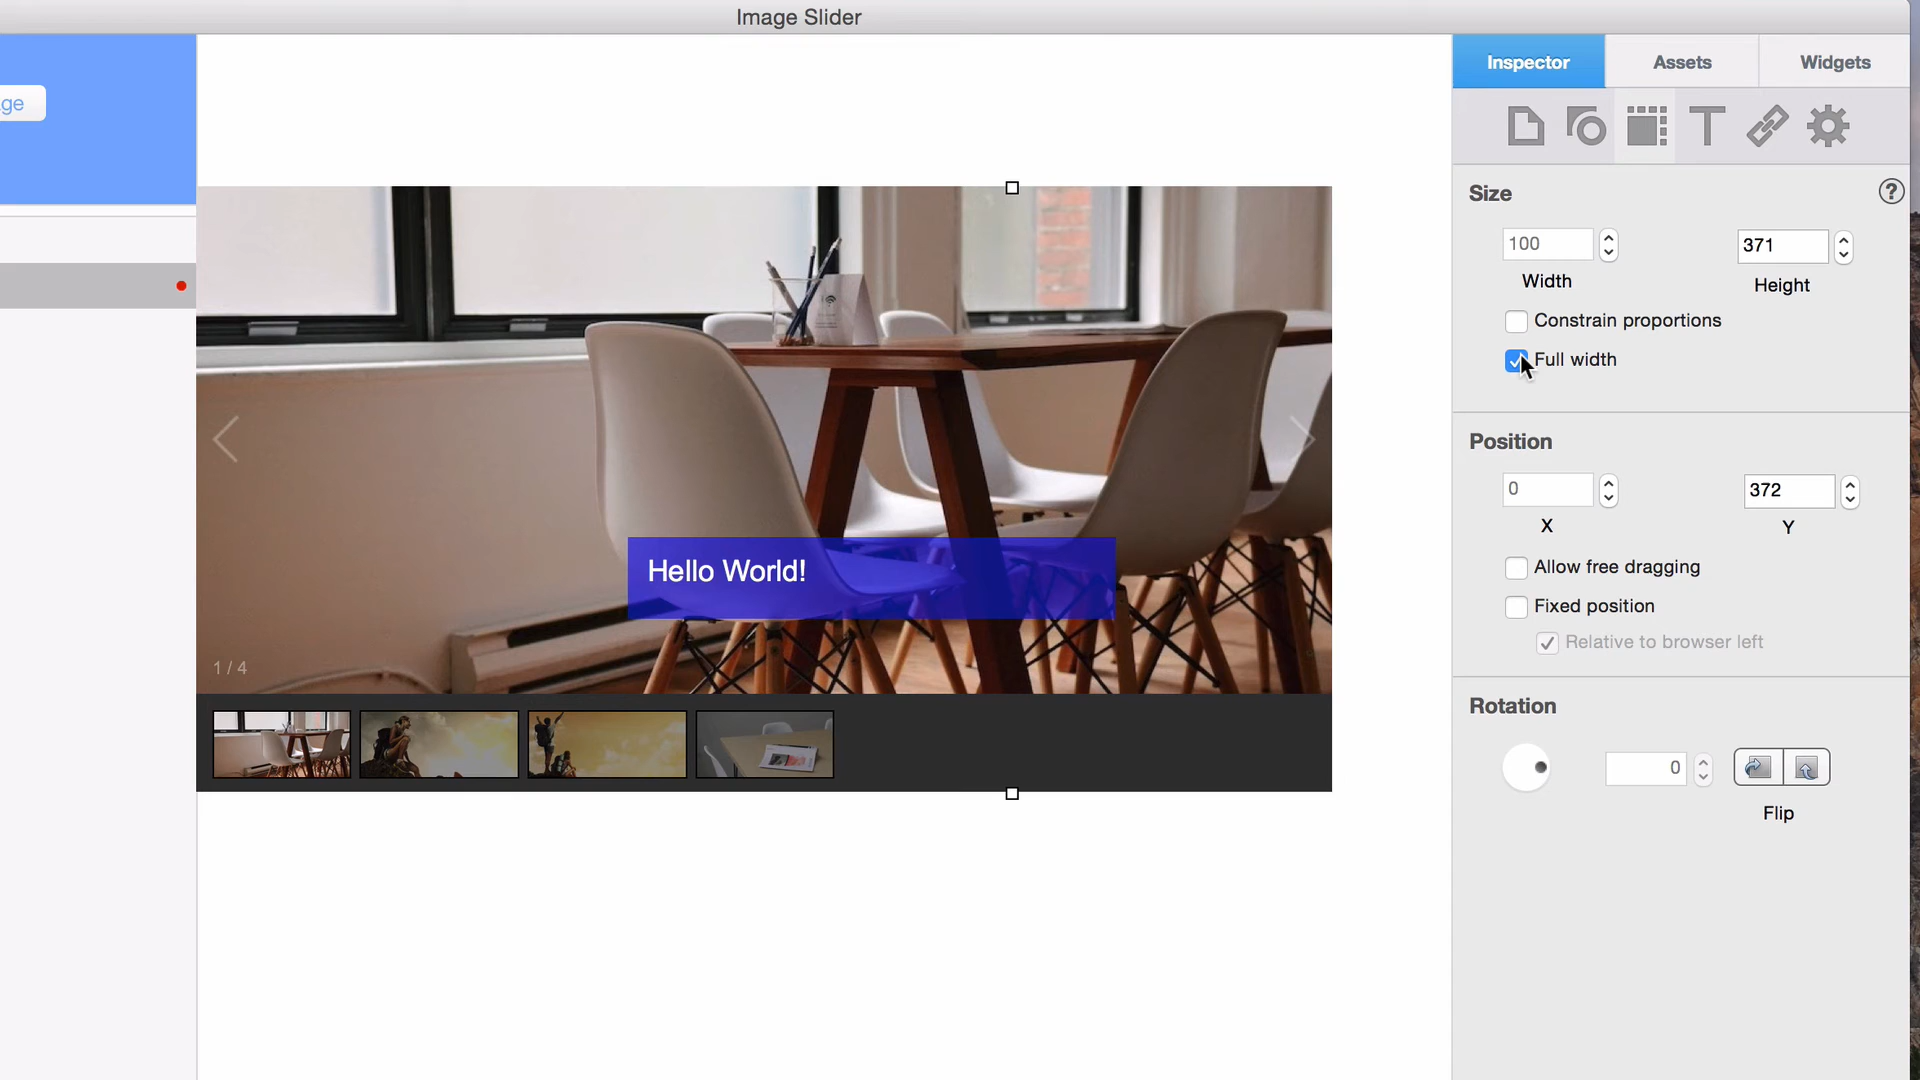 Image Slider
ge
Inspector
Assets
Widgets
Size
?
100
371
Width
Height
Constrain proportions
Full width
Position
0
372
X
Y
Allow free dragging
Fixed position
Relative to browser left
Rotation
0
Flip
Hello World!
1 / 4